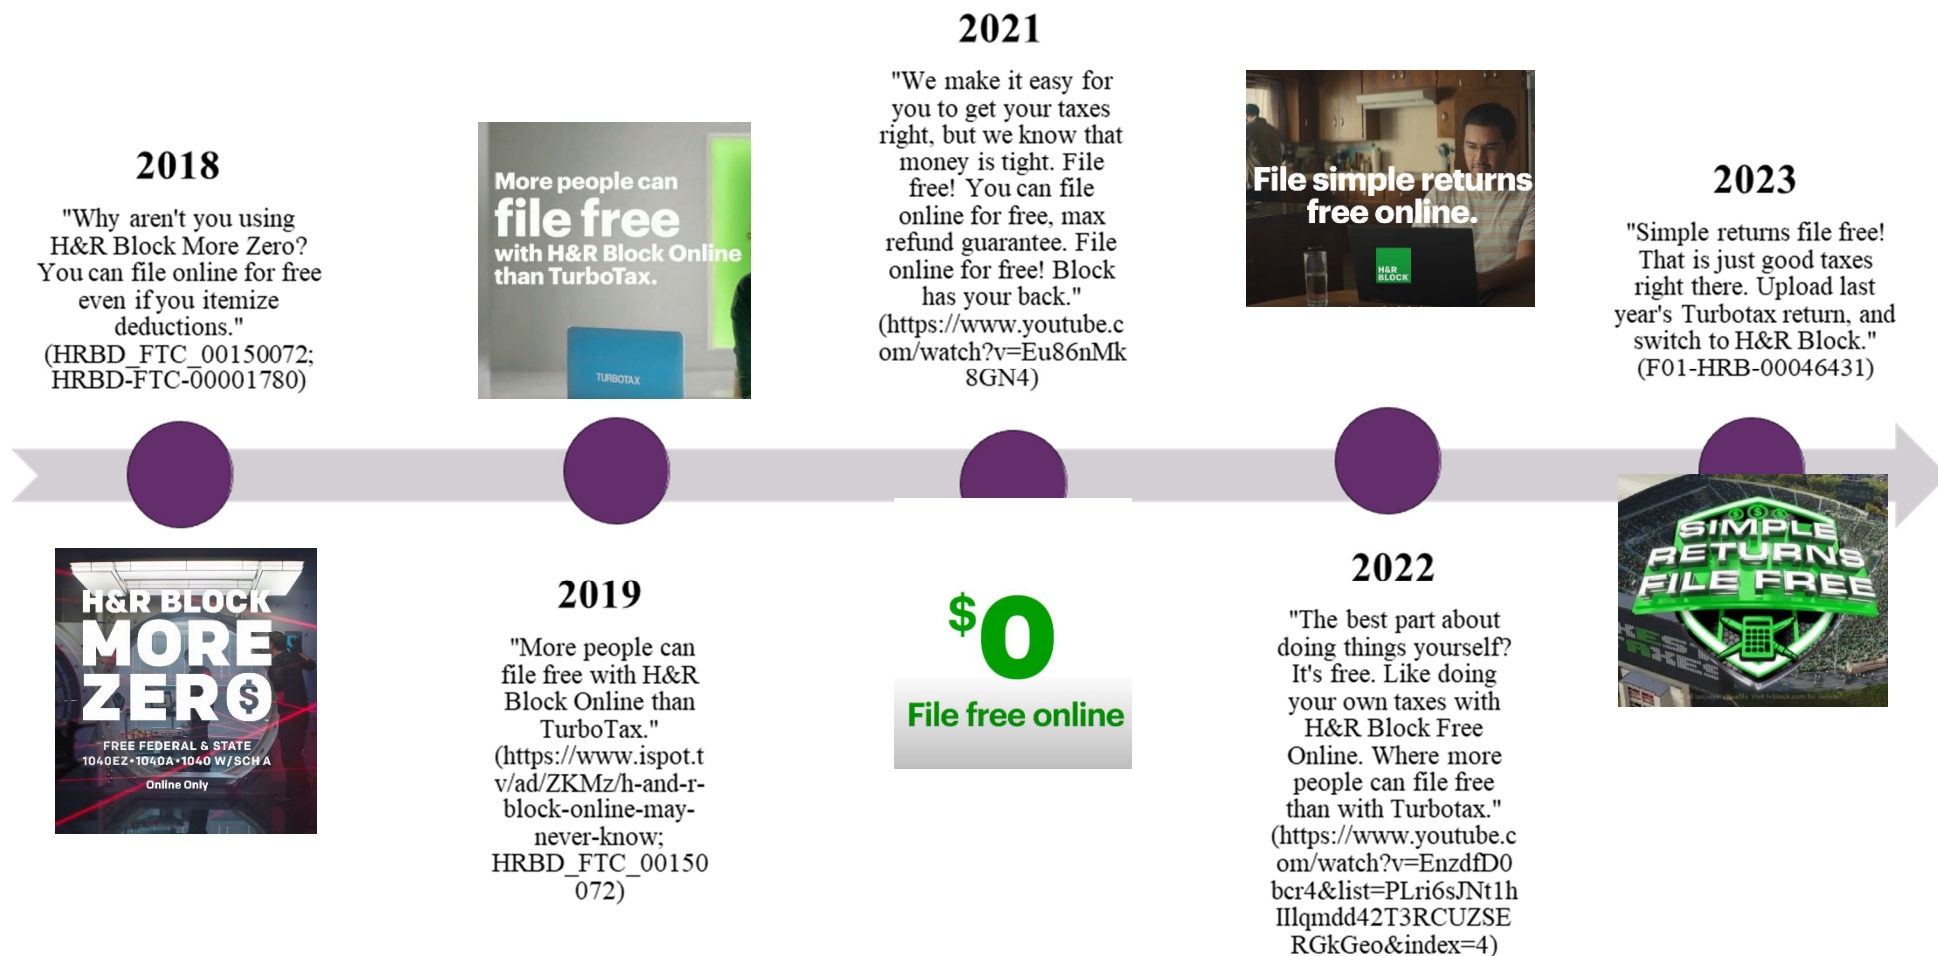 2018
"Why aren't you using
H&R Block More Zero?
You can file online for free
even if you itemize
deductions."
(HRBD_FTC_00150072;
HRBD-FTC-00001780)
H&R BLOCK
MORE
ZERO
FREE FEDERAL & STATE
1040EZ•1040A•1040 W/SCH A
Online Only
More people can
file free
with H&R Block Online
than TurboTax.
TURBOTAX
2019
"More people can
file free with H&R
Block Online than
TurboTax."
(https://www.ispot.t
v/ad/ZKMz/h-and-r-
block-online-may-
never-know;
HRBD_FTC_00150
072)
2021
"We make it easy for
you to get your taxes
right, but we know that
money is tight. File
free! You can file
online for free, max
refund guarantee. File
online for free! Block
has your back."
(https://www.youtube.c
om/watch?v=Eu86nMk
8GN4)
$0
File free online
File simple returns
free online.
H&R
BLOCK
2022
"The best part about
doing things yourself?
It's free. Like doing
your own taxes with
H&R Block Free
Online. Where more
people can file free
than with Turbotax."
(https://www.youtube.c
om/watch?v=EnzdfD0
bcr4&list=PLri6sJNt1h
IIlqmdd42T3RCUZSE
RGkGeo&index=4)
2023
"Simple returns file free!
That is just good taxes
right there. Upload last
year's Turbotax return, and
switch to H&R Block."
(F01-HRB-00046431)
SIMPLE
RETURNS
FILE FREE
taxpayers qualify. Visit hrblock.com for details.